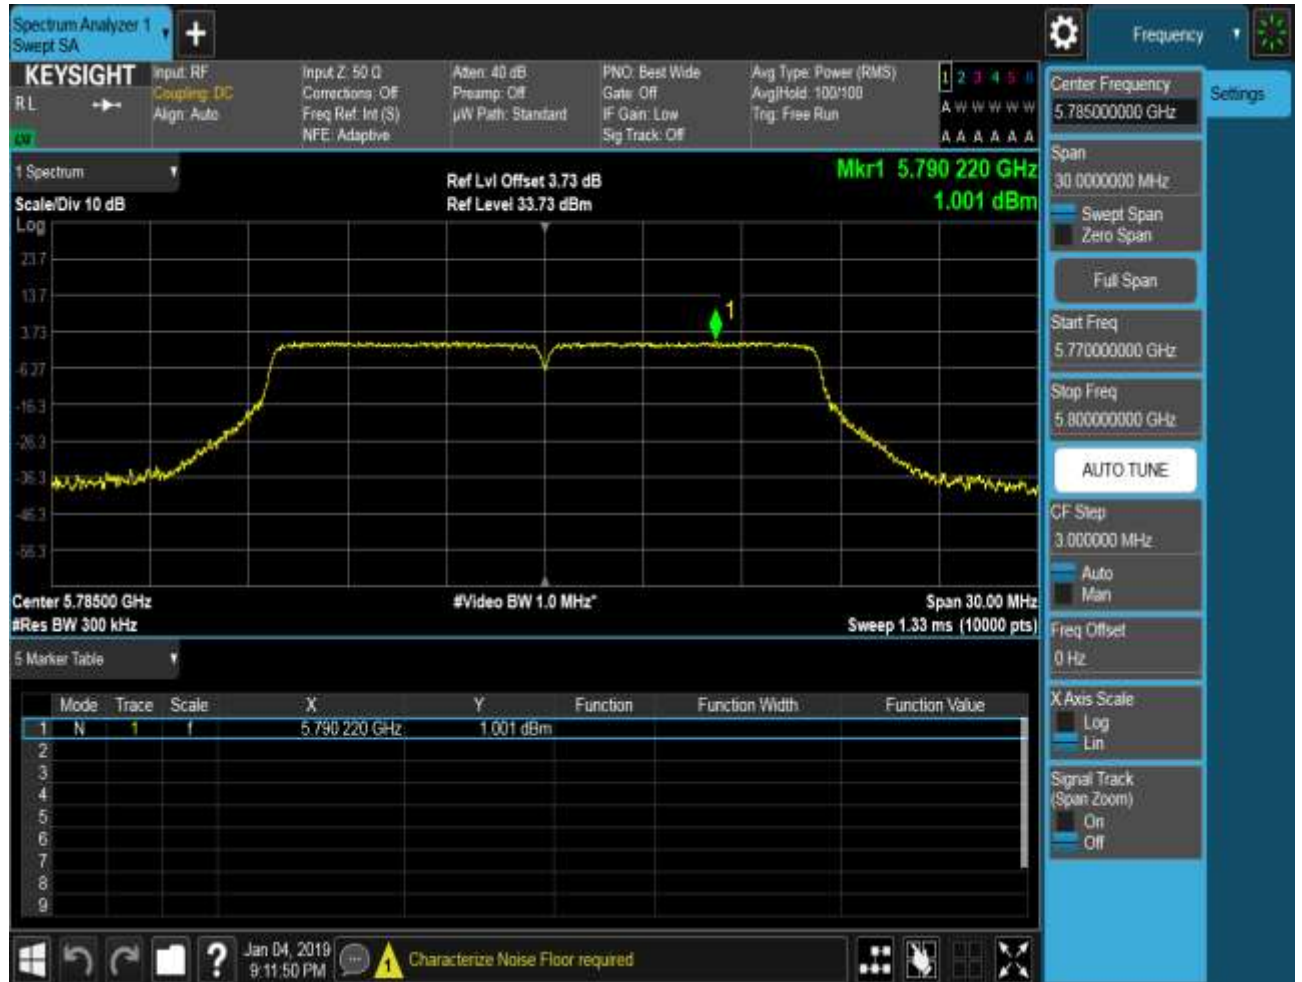 Spectrum Analyzer 1
Swept SA
Frequency
KEYSIGHT
R L
Input: RF
Coupling: DC
Align: Auto
Input Z: 50 Ω
Corrections: Off
Freq Ref: Int (S)
NFE: Adaptive
Atten: 40 dB
Preamp: Off
µW Path: Standard
PNO: Best Wide
Gate: Off
IF Gain: Low
Sig Track: Off
Avg Type: Power (RMS)
Avg|Hold: 100/100
Trig: Free Run
1 2 3 4 5 6
A W W W W W
A A A A A A
1 Spectrum
Scale/Div 10 dB
Log
Ref Lvl Offset 3.73 dB
Ref Level 33.73 dBm
Mkr1 5.790 220 GHz
1.001 dBm
23.7
13.7
3.73
-6.27
-16.3
-26.3
-36.3
-46.3
-56.3
1
Center 5.78500 GHz
#Res BW 300 kHz
#Video BW 1.0 MHz*
Span 30.00 MHz
Sweep 1.33 ms (10000 pts)
5 Marker Table
Mode Trace Scale X Y Function Function Width Function Value
1 N 1 f 5.790 220 GHz 1.001 dBm
2
3
4
5
6
7
8
9
Jan 04, 2019
9:11:50 PM
Characterize Noise Floor required
Center Frequency
5.785000000 GHz
Settings
Span
30.0000000 MHz
Swept Span
Zero Span
Full Span
Start Freq
5.770000000 GHz
Stop Freq
5.800000000 GHz
AUTO TUNE
CF Step
3.000000 MHz
Auto
Man
Freq Offset
0 Hz
X Axis Scale
Log
Lin
Signal Track
(Span Zoom)
On
Off